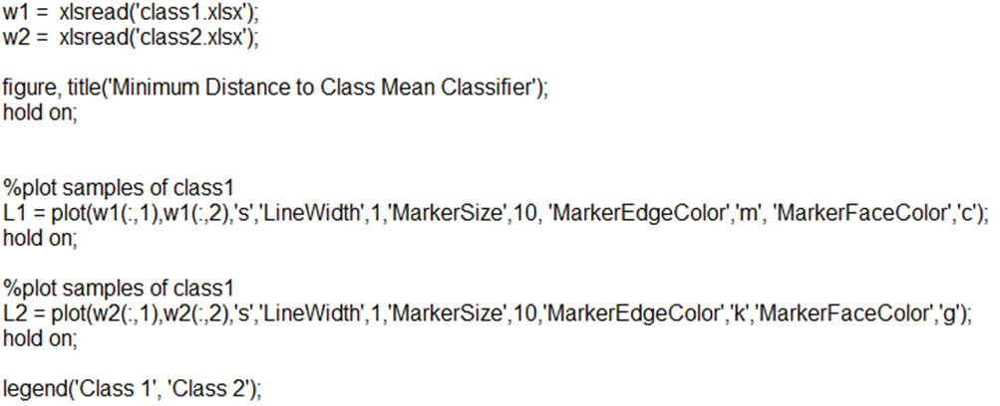 w1 =  xlsread('class1.xlsx');
w2 =  xlsread('class2.xlsx');
figure, title('Minimum Distance to Class Mean Classifier');
hold on;
%plot samples of class1
L1 = plot(w1(:,1),w1(:,2),'s','LineWidth',1,'MarkerSize',10, 'MarkerEdgeColor','m', 'MarkerFaceColor','c');
hold on;
%plot samples of class1
L2 = plot(w2(:,1),w2(:,2),'s','LineWidth',1,'MarkerSize',10,'MarkerEdgeColor','k','MarkerFaceColor','g');
hold on;
legend('Class 1', 'Class 2');